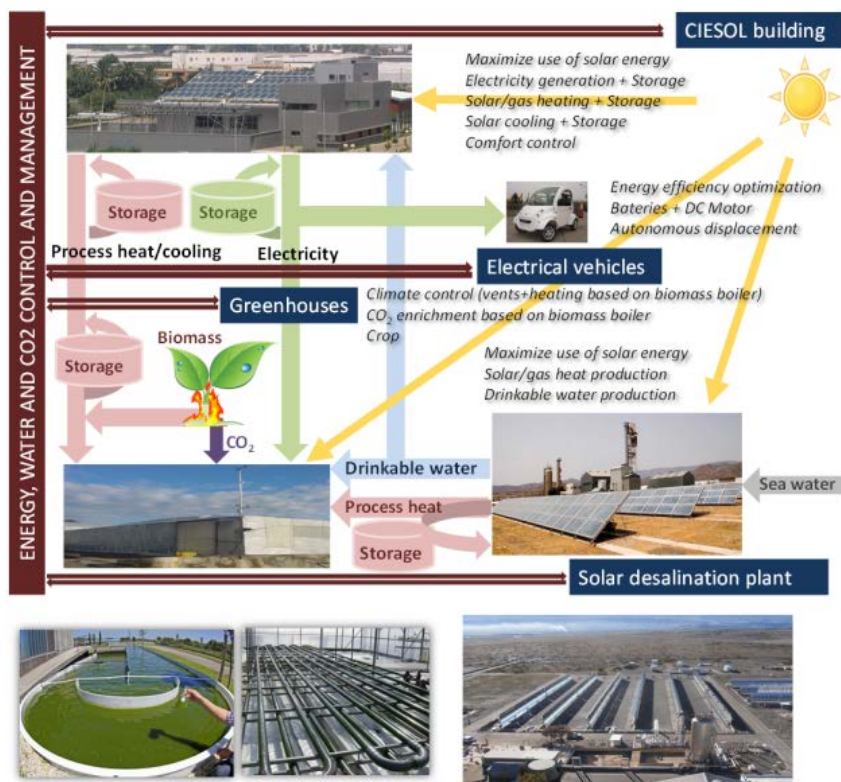 CIESOL building
ENERGY, WATER AND CO2 CONTROL AND MANAGEMENT
Maximize use of solar energy
Electricity generation + Storage
Solar/gas heating + Storage
Solar cooling + Storage
Comfort control
Storage
Storage
Energy efficiency optimization
Bateries + DC Motor
Autonomous displacement
Process heat/cooling
Electricity
Electrical vehicles
Greenhouses
Climate control (vents+heating based on biomass boiler)
CO₂ enrichment based on biomass boiler
Crop
Biomass
Storage
Maximize use of solar energy
Solar/gas heat production
Drinkable water production
CO₂
Drinkable water
Sea water
Process heat
Storage
Solar desalination plant